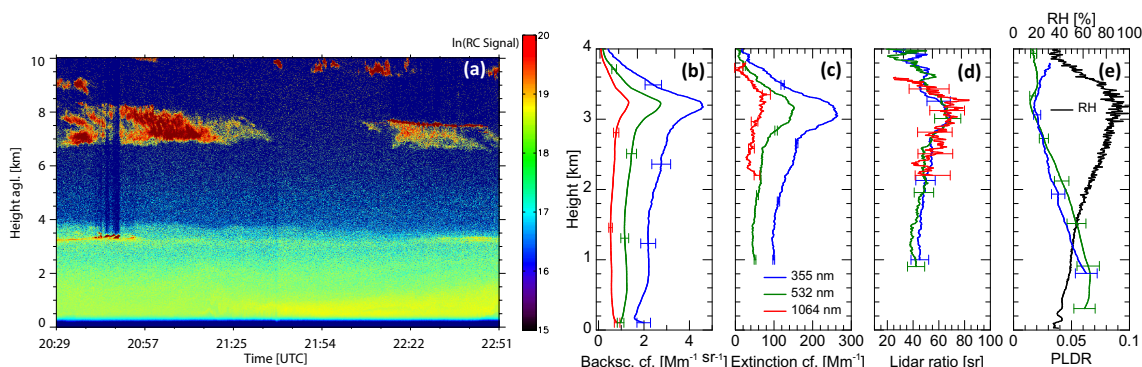 RH [%]
ln(RC Signal)
0 20 40 60 80 100
10
8
6
4
2
0
(a)
20
19
18
17
16
15
4
3
2
1
0
(b)
(c)
(d)
(e)
RH
355 nm
532 nm
1064 nm
Height agl. [km]
Height [km]
20:29 20:57 21:25 21:54 22:22 22:51
0 2 4
0 100 200 300
20 40 60 80 100
0.05 0.1
Time [UTC]
Backsc. cf. [Mm-1 sr-1]
Extinction cf. [Mm-1]
Lidar ratio [sr]
PLDR